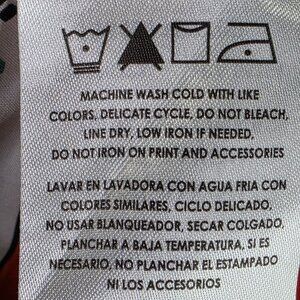 MACHINE WASH COLD WITH LIKE
COLORS, DELICATE CYCLE, DO NOT BLEACH.
LINE DRY, LOW IRON IF NEEDED,
DO NOT IRON ON PRINT AND ACCESSORIES
LAVAR EN LAVADORA CON AGUA FRIA CON
COLORES SIMILARES, CICLO DELICADO,
NO USAR BLANQUEADOR, SECAR COLGADO,
PLANCHAR A BAJA TEMPERATURA, SI ES
NECESARIO, NO PLANCHAR EL ESTAMPADO
NI LOS ACCESORIOS